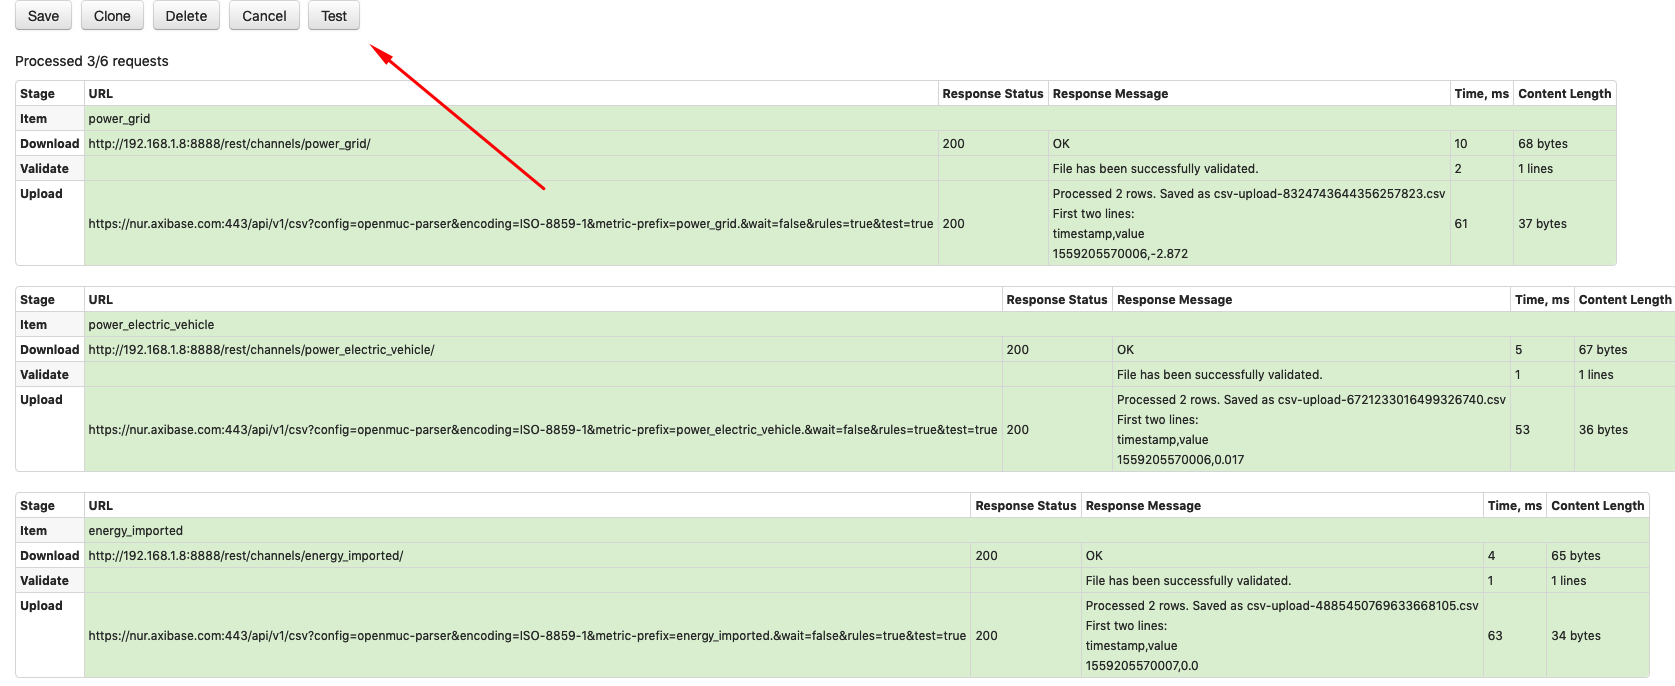 Save Clone Delete Cancel Test
Processed 3/6 requests
Stage URL Response Status Response Message Time, ms Content Length
Item power_grid
Download http://192.168.1.8:8888/rest/channels/power_grid/ 200 OK 10 68 bytes
Validate File has been successfully validated. 2 1 lines
Upload
https://nur.axibase.com:443/api/v1/csv?config=openmuc-parser&encoding=ISO-8859-1&metric-prefix=power_grid.&wait=false&rules=true&test=true 200
Processed 2 rows. Saved as csv-upload-8324743644356257823.csv
First two lines:
timestamp,value
1559205570006,-2.872
61 37 bytes
Stage URL Response Status Response Message Time, ms Content Length
Item power_electric_vehicle
Download http://192.168.1.8:8888/rest/channels/power_electric_vehicle/ 200 OK 5 67 bytes
Validate File has been successfully validated. 1 1 lines
Upload
https://nur.axibase.com:443/api/v1/csv?config=openmuc-parser&encoding=ISO-8859-1&metric-prefix=power_electric_vehicle.&wait=false&rules=true&test=true 200
Processed 2 rows. Saved as csv-upload-6721233016499326740.csv
First two lines:
timestamp,value
1559205570006,0.017
53 36 bytes
Stage URL Response Status Response Message Time, ms Content Length
Item energy_imported
Download http://192.168.1.8:8888/rest/channels/energy_imported/ 200 OK 4 65 bytes
Validate File has been successfully validated. 1 1 lines
Upload
https://nur.axibase.com:443/api/v1/csv?config=openmuc-parser&encoding=ISO-8859-1&metric-prefix=energy_imported.&wait=false&rules=true&test=true 200
Processed 2 rows. Saved as csv-upload-4885450769633668105.csv
First two lines:
timestamp,value
1559205570007,0.0
63 34 bytes